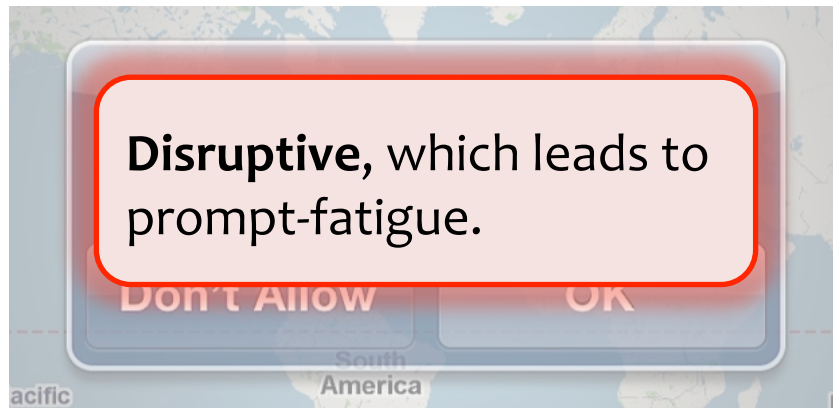 Disruptive, which leads to
prompt-fatigue.
Don't Allow OK
South
America
acific